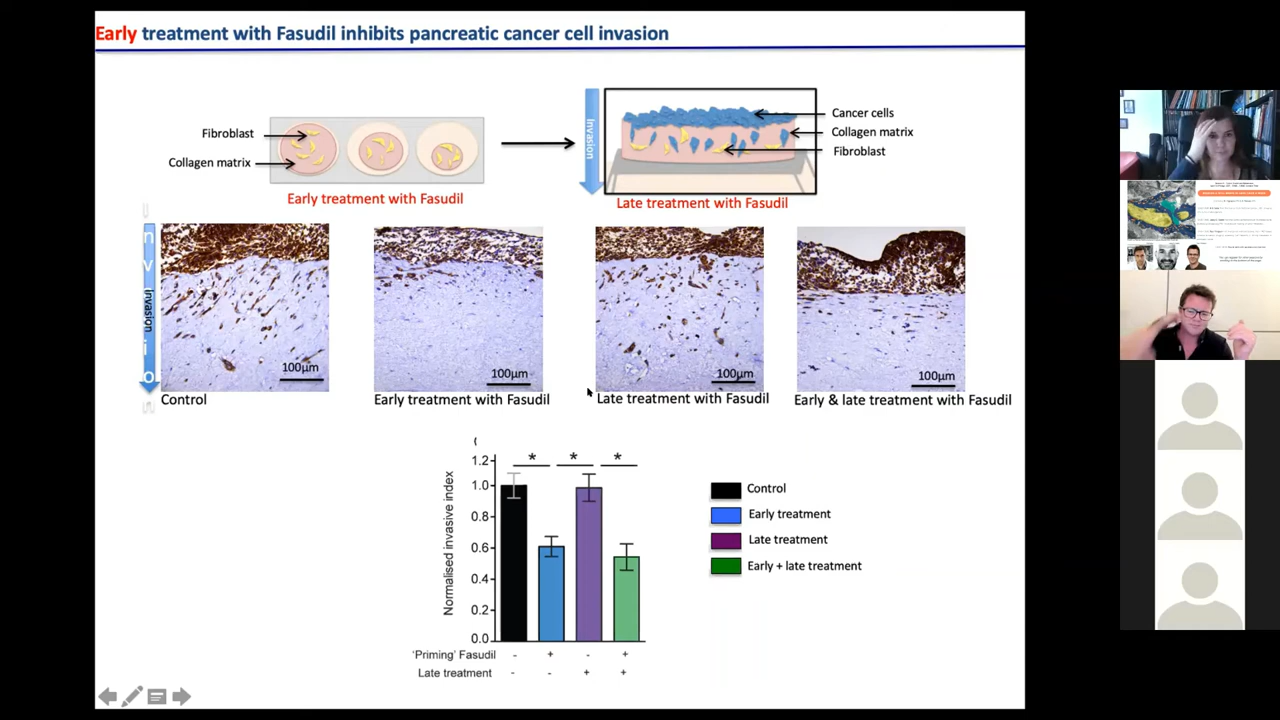 Early treatment with Fasudil inhibits pancreatic cancer cell invasion
Fibroblast
Collagen matrix
Early treatment with Fasudil
Invasion
Cancer cells
Collagen matrix
Fibroblast
Late treatment with Fasudil
Invasion
100µm
100µm
100µm
100µm
Control
Early treatment with Fasudil
Late treatment with Fasudil
Early & late treatment with Fasudil
Normalised invasive index
1.2
1.0
0.8
0.6
0.4
0.2
0.0
* * *
'Priming' Fasudil - + - +
Late treatment - - + +
Control
Early treatment
Late treatment
Early + late treatment